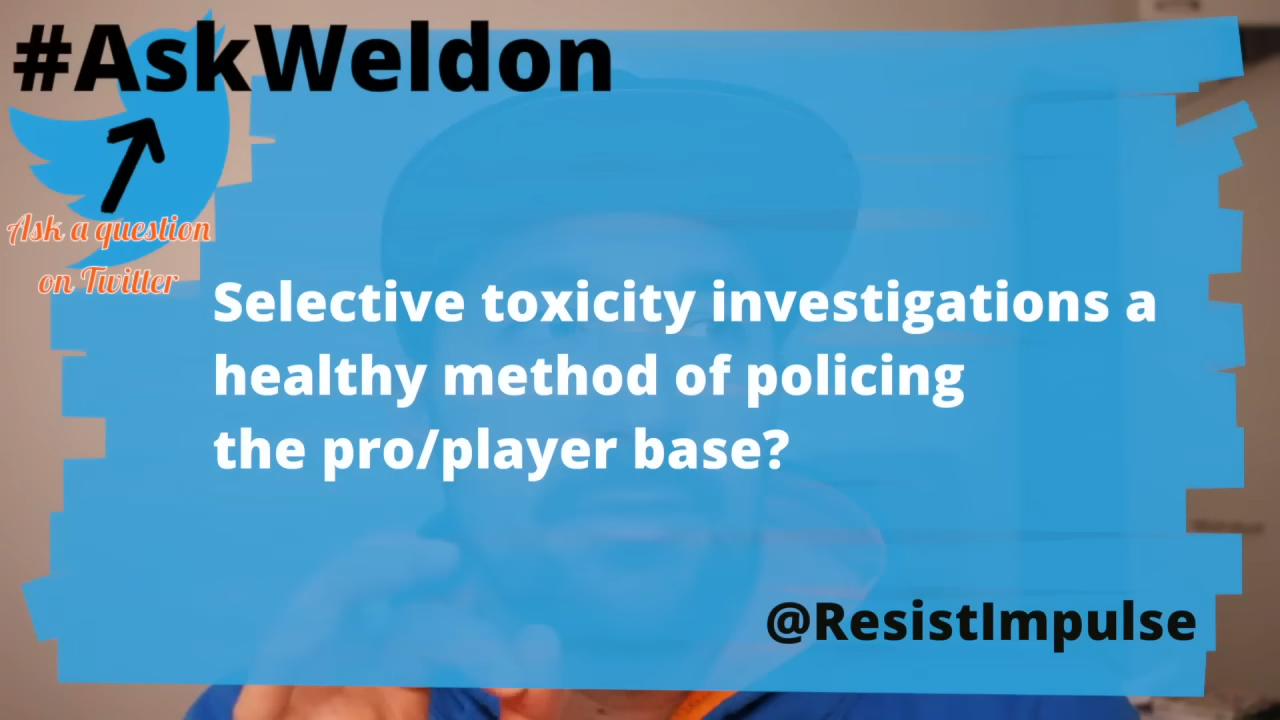 #AskWeldon
Ask a question
on Twitter
Selective toxicity investigations a
healthy method of policing
the pro/player base?
@ResistImpulse